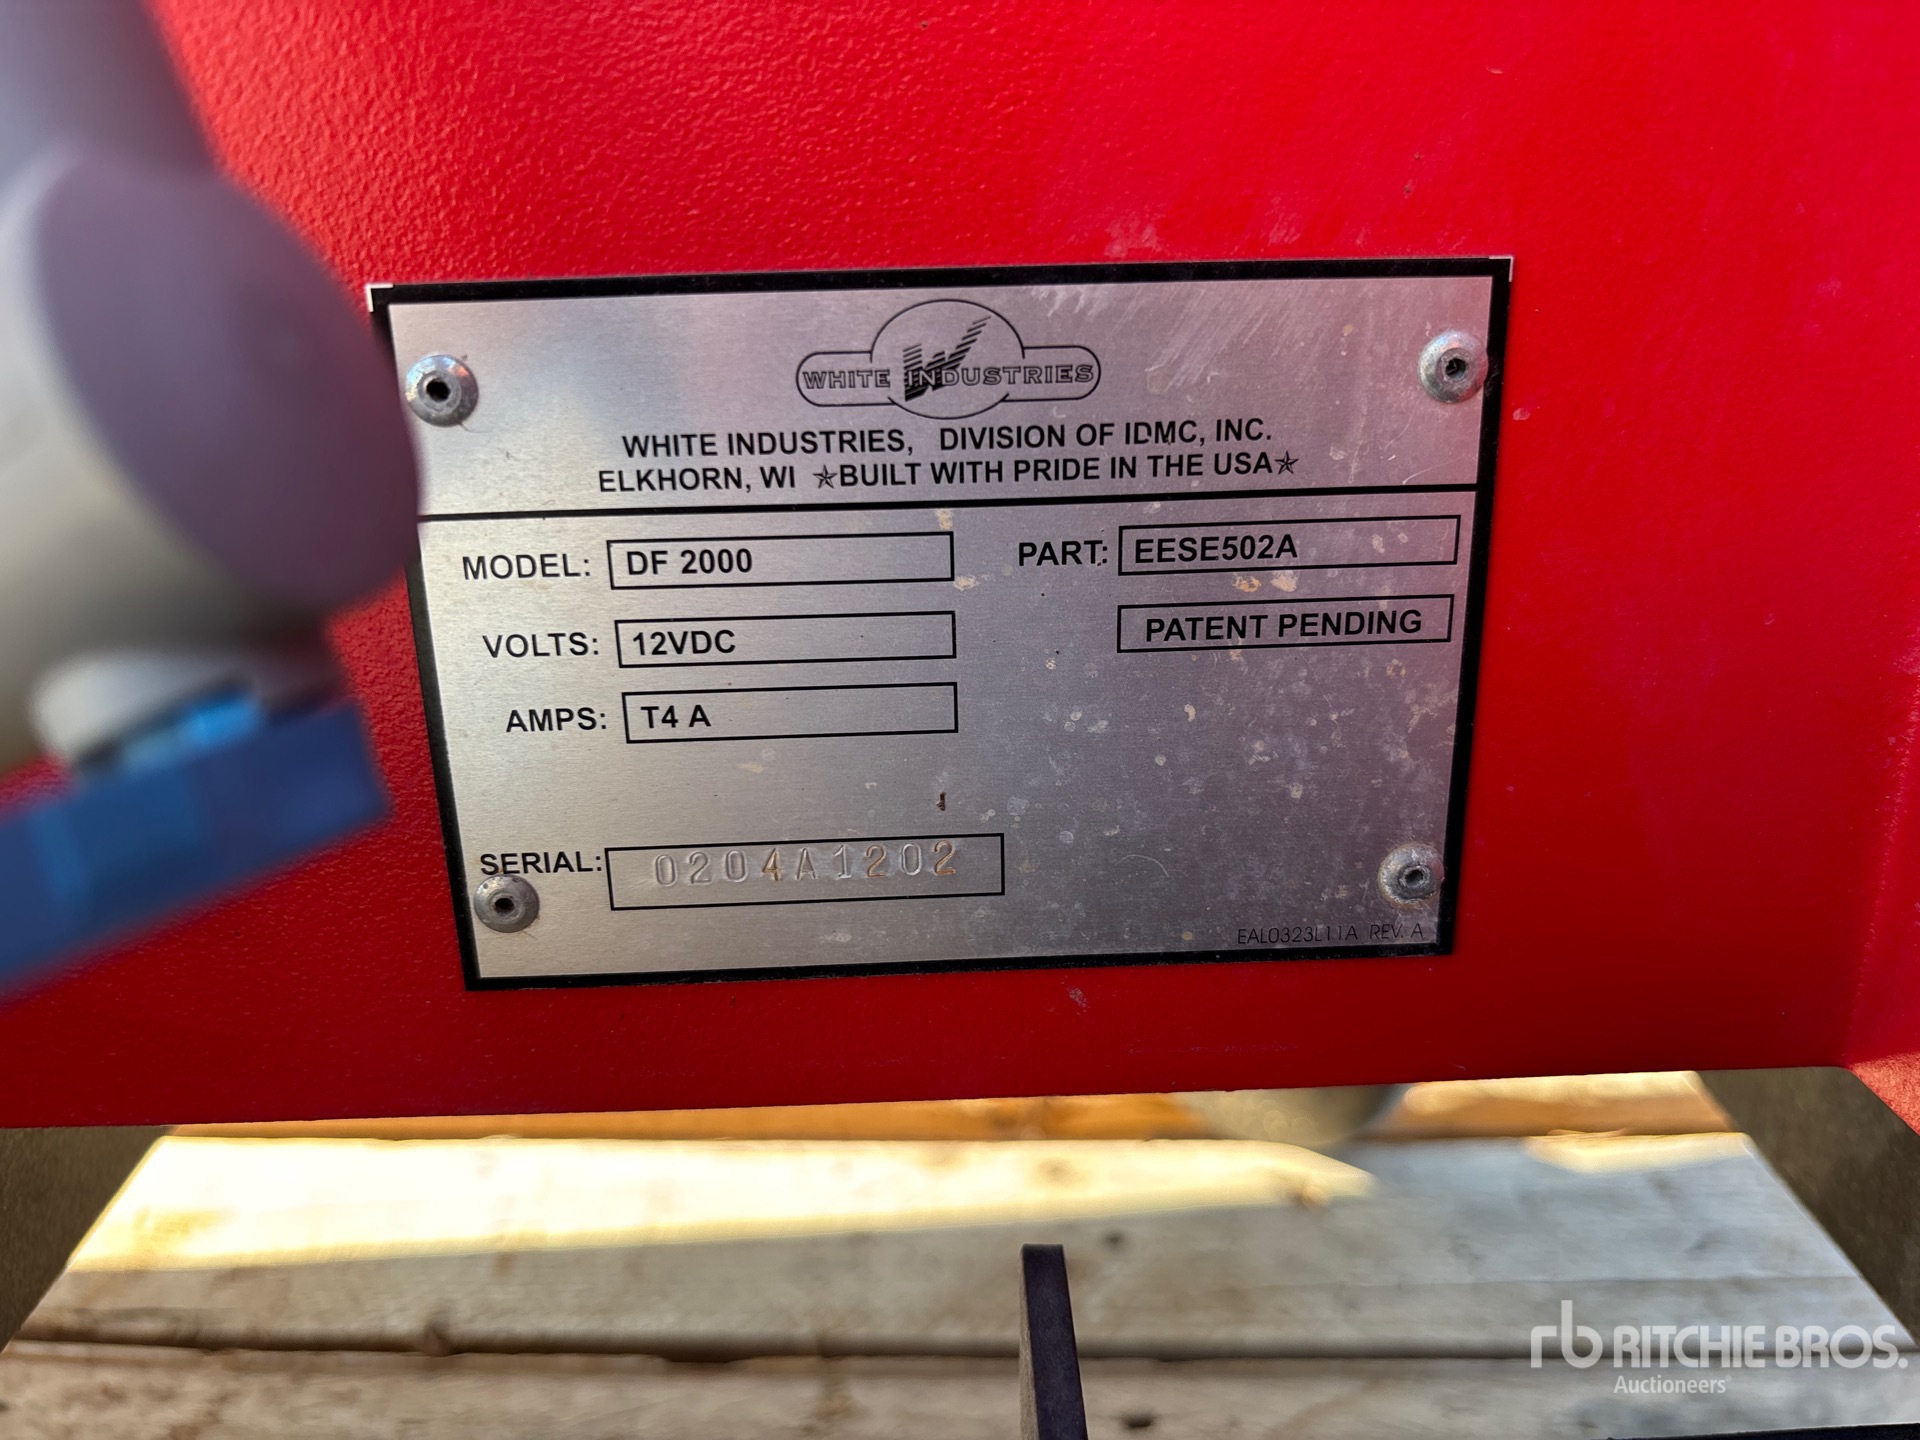 WHITE INDUSTRIES
WHITE INDUSTRIES, DIVISION OF IDMC, INC.
ELKHORN, WI ★BUILT WITH PRIDE IN THE USA★
MODEL: DF 2000
PART: EESE502A
VOLTS: 12VDC
PATENT PENDING
AMPS: T4 A
SERIAL: 0204A1202
EAL0323L11A REV. A
rb RITCHIE BROS.
Auctioneers